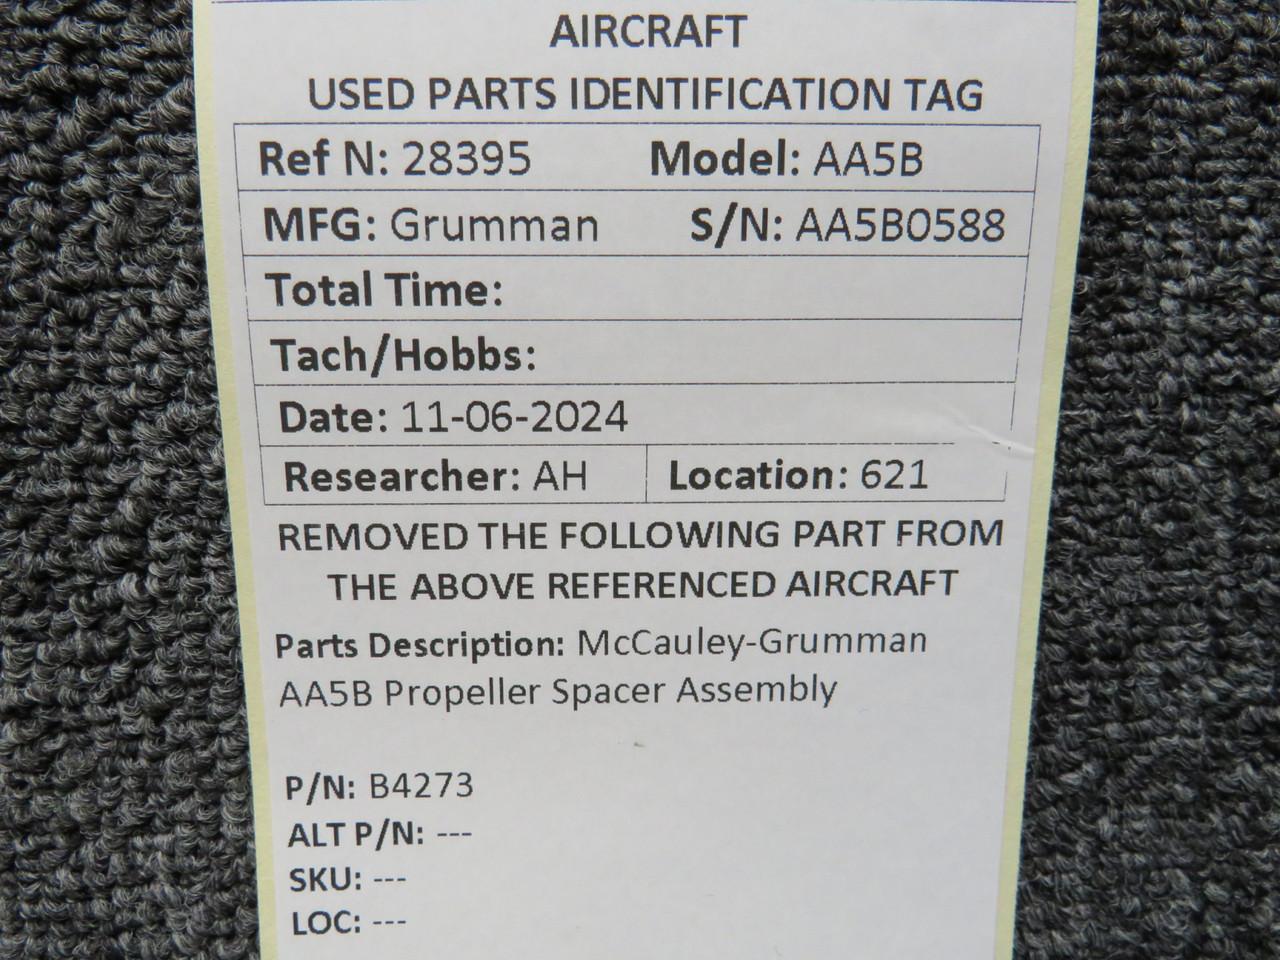 AIRCRAFT
USED PARTS IDENTIFICATION TAG
Ref N: 28395 Model: AA5B
MFG: Grumman S/N: AA5B0588
Total Time:
Tach/Hobbs:
Date: 11-06-2024
Researcher: AH Location: 621
REMOVED THE FOLLOWING PART FROM
THE ABOVE REFERENCED AIRCRAFT
Parts Description: McCauley-Grumman
AA5B Propeller Spacer Assembly
P/N: B4273
ALT P/N: ---
SKU: ---
LOC: ---